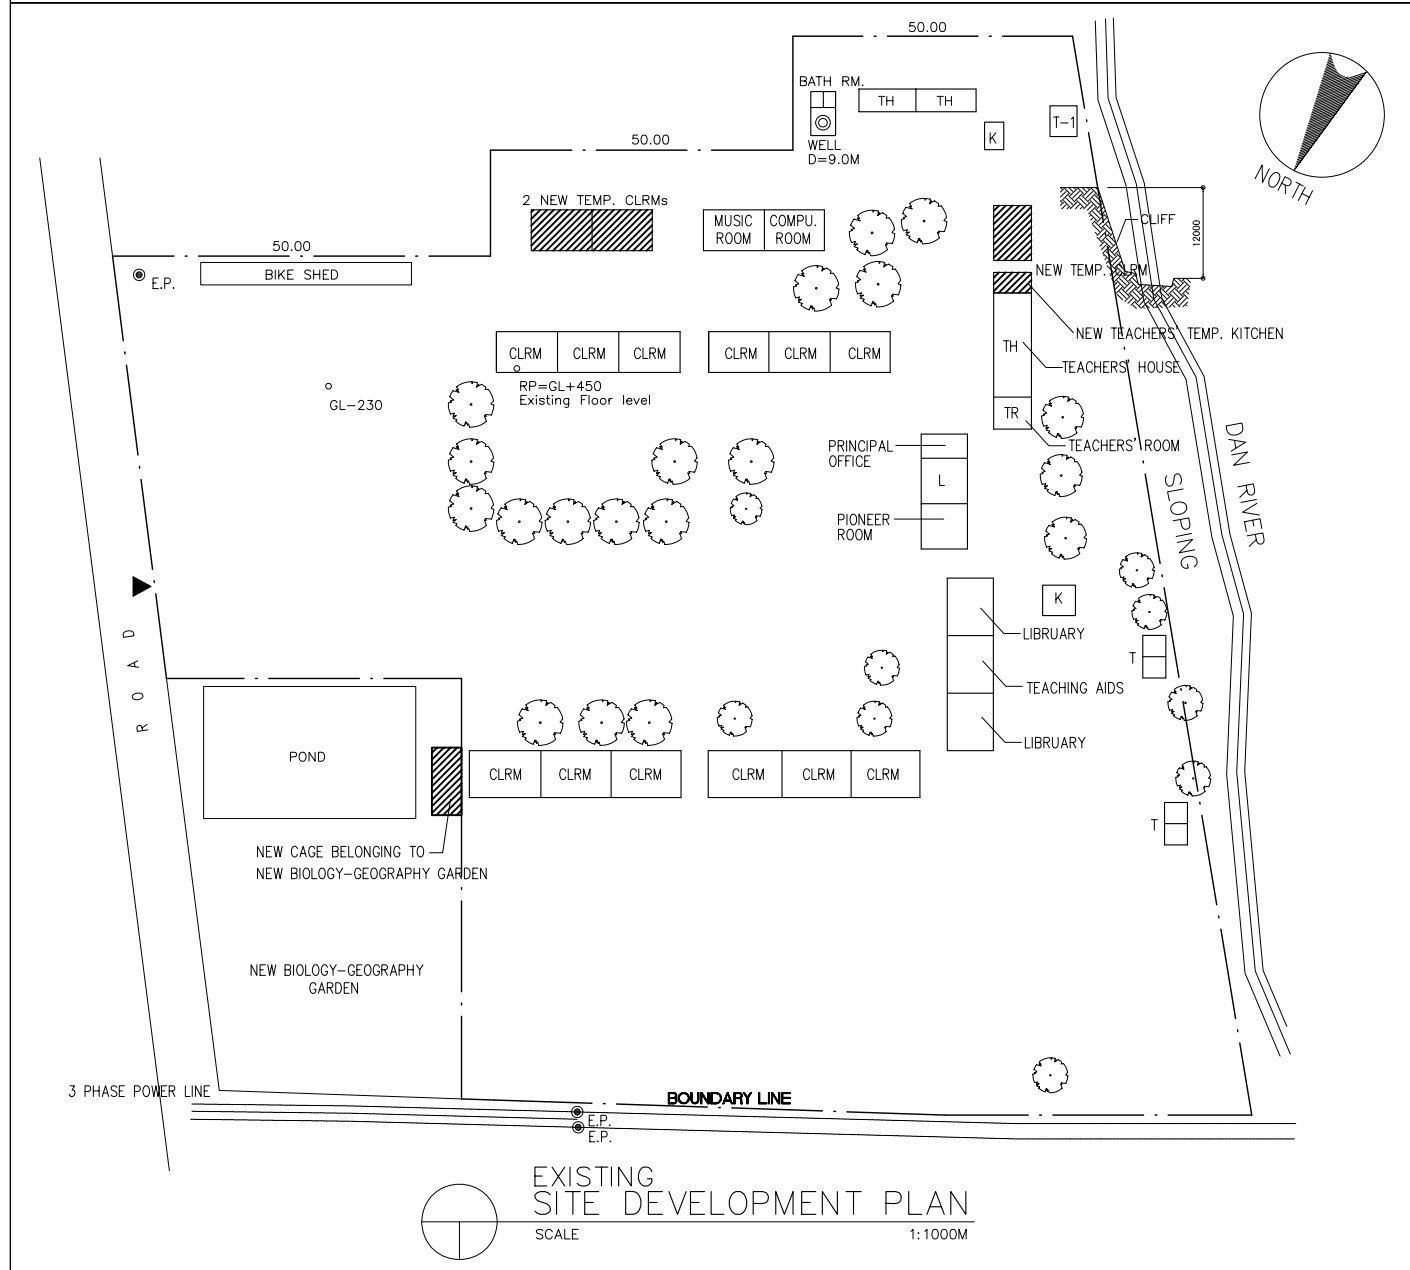 50.00
BATH RM.
TH
TH
T-1
K
WELL
D=9.0M
50.00
NORTH
2 NEW TEMP. CLRMs
MUSIC
ROOM
COMPU.
ROOM
CLIFF
12000
50.00
E.P.
BIKE SHED
NEW TEMP. CLRM
NEW TEACHERS' TEMP. KITCHEN
CLRM
CLRM
CLRM
CLRM
CLRM
CLRM
TH
TEACHERS' HOUSE
RP=GL+450
Existing Floor level
GL-230
TR
TEACHERS' ROOM
PRINCIPAL
OFFICE
L
PIONEER
ROOM
SLOPING
DAN RIVER
K
LIBRUARY
T
TEACHING AIDS
LIBRUARY
ROAD
POND
CLRM
CLRM
CLRM
CLRM
CLRM
CLRM
T
NEW CAGE BELONGING TO
NEW BIOLOGY-GEOGRAPHY GARDEN
NEW BIOLOGY-GEOGRAPHY
GARDEN
3 PHASE POWER LINE
BOUNDARY LINE
E.P.
E.P.
EXISTING
SITE DEVELOPMENT PLAN
SCALE 1:1000M